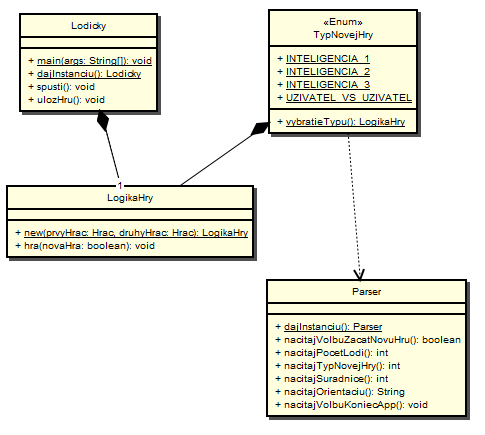 Lodicky
+ main(args: String[]): void
+ dajInstanciu(): Lodicky
+ spusti(): void
+ ulozHru(): void
«Enum»
TypNovejHry
+ INTELIGENCIA_1
+ INTELIGENCIA_2
+ INTELIGENCIA_3
+ UZIVATEL_VS_UZIVATEL
+ vybratieTypu(): LogikaHry
1
LogikaHry
+ new(prvyHrac: Hrac, druhyHrac: Hrac): LogikaHry
+ hra(novaHra: boolean): void
Parser
+ dajInstanciu(): Parser
+ nacitajVolbuZacatNovuHru(): boolean
+ nacitajPocetLodi(): int
+ nacitajTypNovejHry(): int
+ nacitajSuradnice(): int
+ nacitajOrientaciu(): String
+ nacitajVolbuKoniecApp(): void